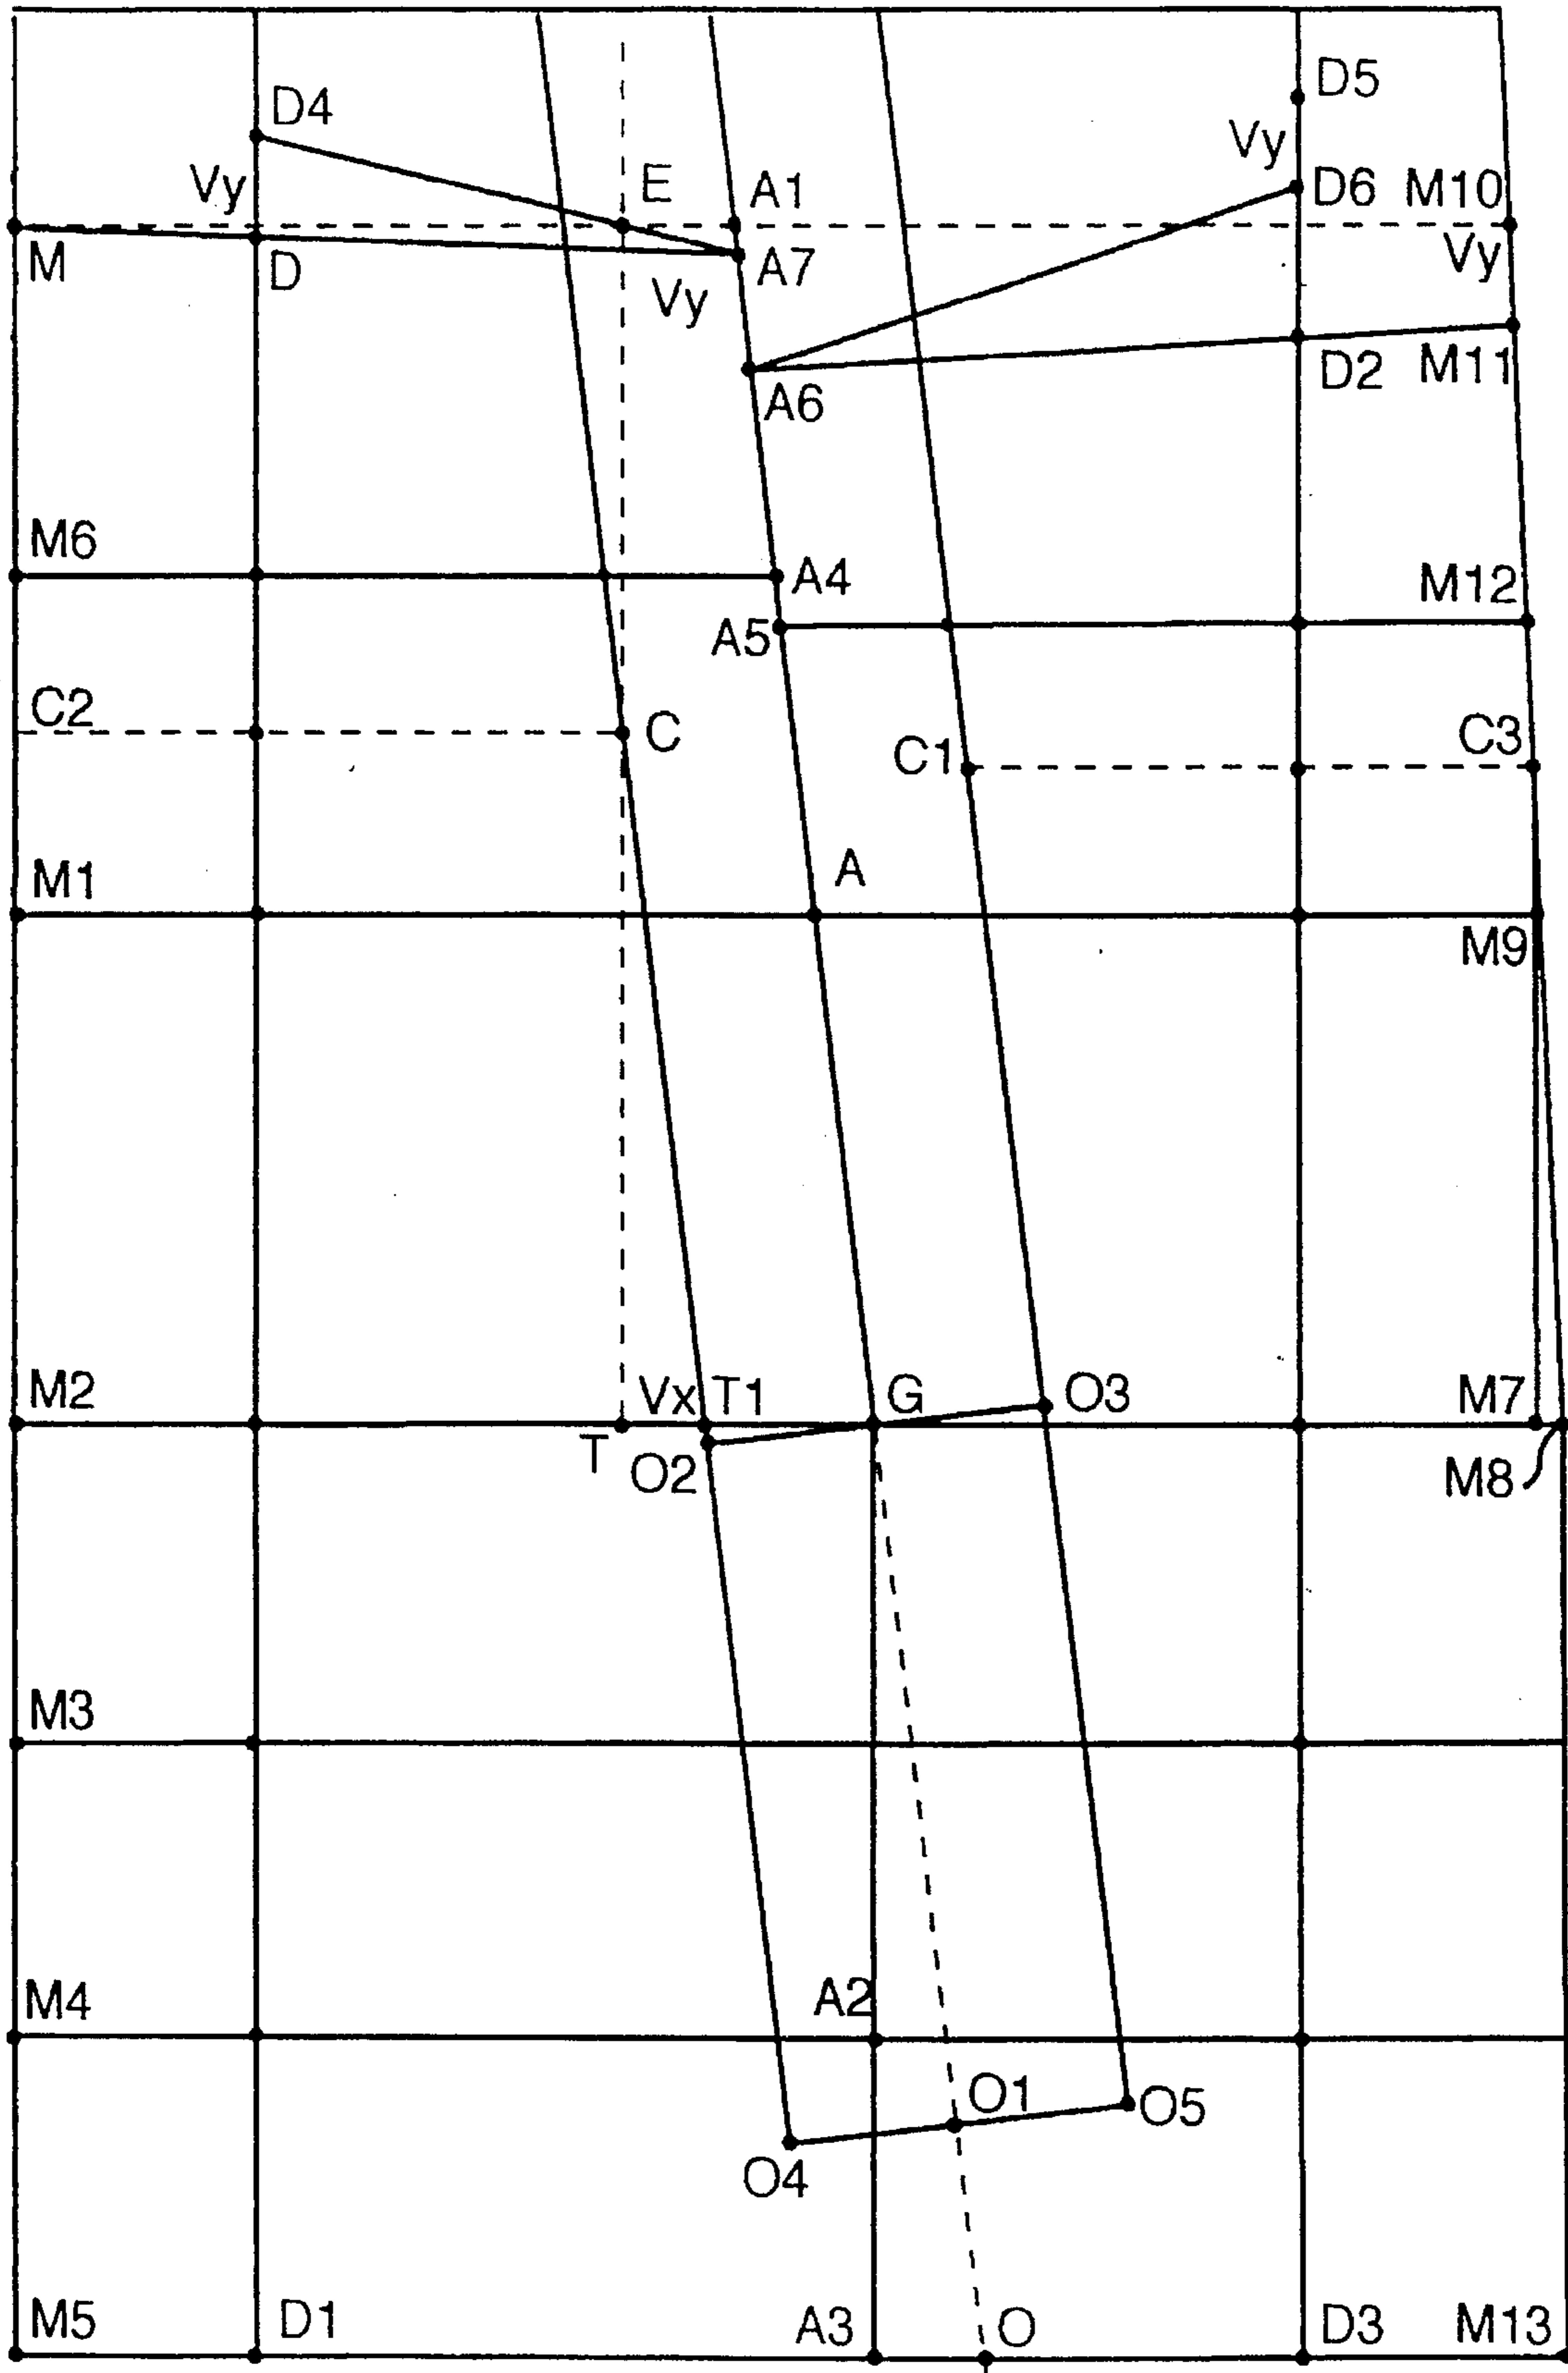 D5
D4
Vy
Vy E A1 D6 M10
M D A7 Vy
Vy
D2 M11
A6
M6 A4 M12
A5
C2 C C1 C3
M1 A
M9
M2 Vx T1 G O3 M7
T O2 M8
M3
M4 A2
O1 O5
O4
M5 D1 A3 O D3 M13